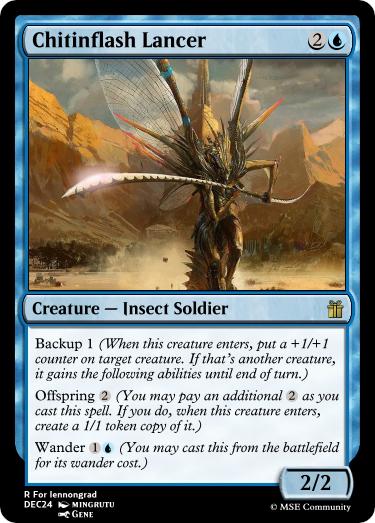 Chitinflash Lancer 2
Creature — Insect Soldier
Backup 1 (When this creature enters, put a +1/+1
counter on target creature. If that's another creature,
it gains the following abilities until end of turn.)
Offspring 2 (You may pay an additional 2 as you
cast this spell. If you do, when this creature enters,
create a 1/1 token copy of it.)
Wander 1 (You may cast this from the battlefield
for its wander cost.)
2/2
R For lennongrad
DEC24 MINGRUTU
GENE
© MSE Community